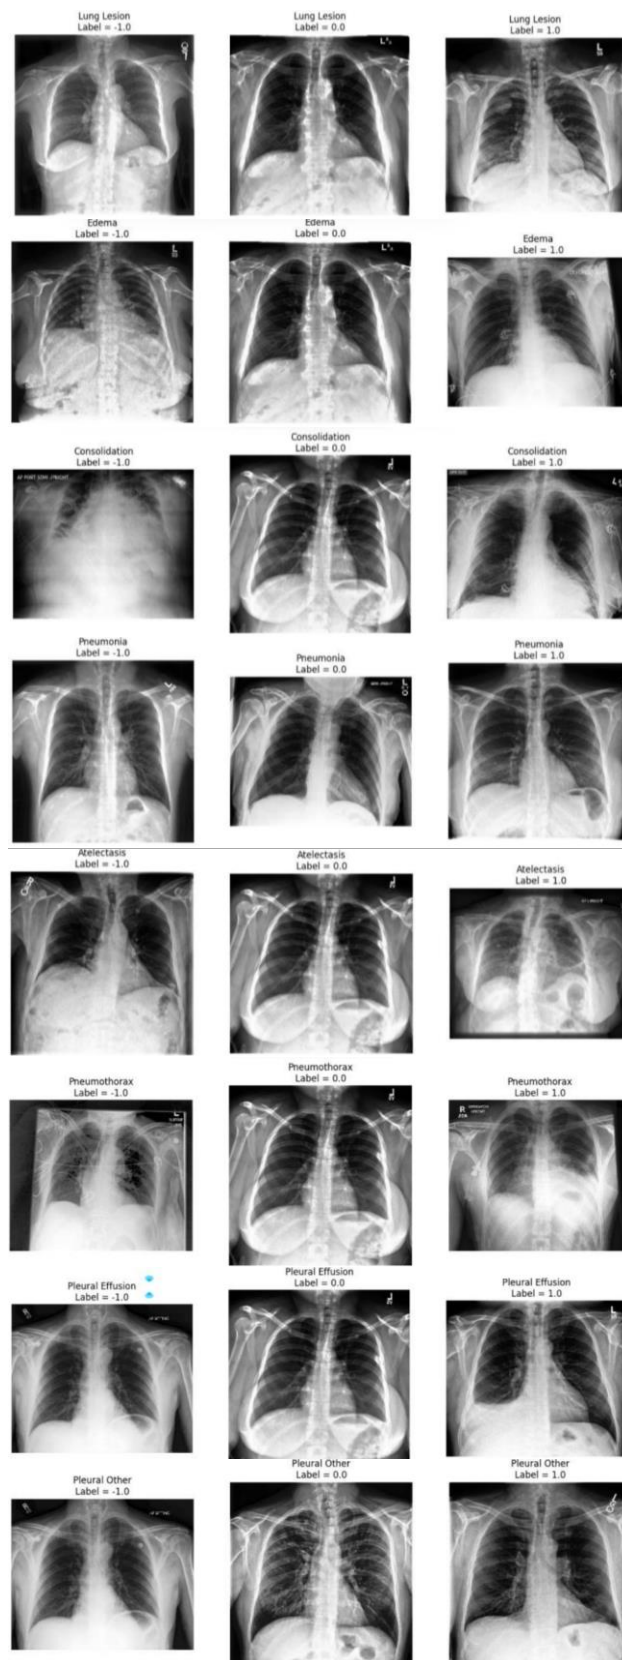 Lung Lesion
Label = -1.0
Lung Lesion
Label = 0.0
Lung Lesion
Label = 1.0
Edema
Label = -1.0
Edema
Label = 0.0
Edema
Label = 1.0
Consolidation
Label = -1.0
Consolidation
Label = 0.0
Consolidation
Label = 1.0
Pneumonia
Label = -1.0
Pneumonia
Label = 0.0
Pneumonia
Label = 1.0
Atelectasis
Label = -1.0
Atelectasis
Label = 0.0
Atelectasis
Label = 1.0
Pneumothorax
Label = -1.0
Pneumothorax
Label = 0.0
Pneumothorax
Label = 1.0
R
Pleural Effusion
Label = -1.0
Pleural Effusion
Label = 0.0
Pleural Effusion
Label = 1.0
Pleural Other
Label = -1.0
Pleural Other
Label = 0.0
Pleural Other
Label = 1.0